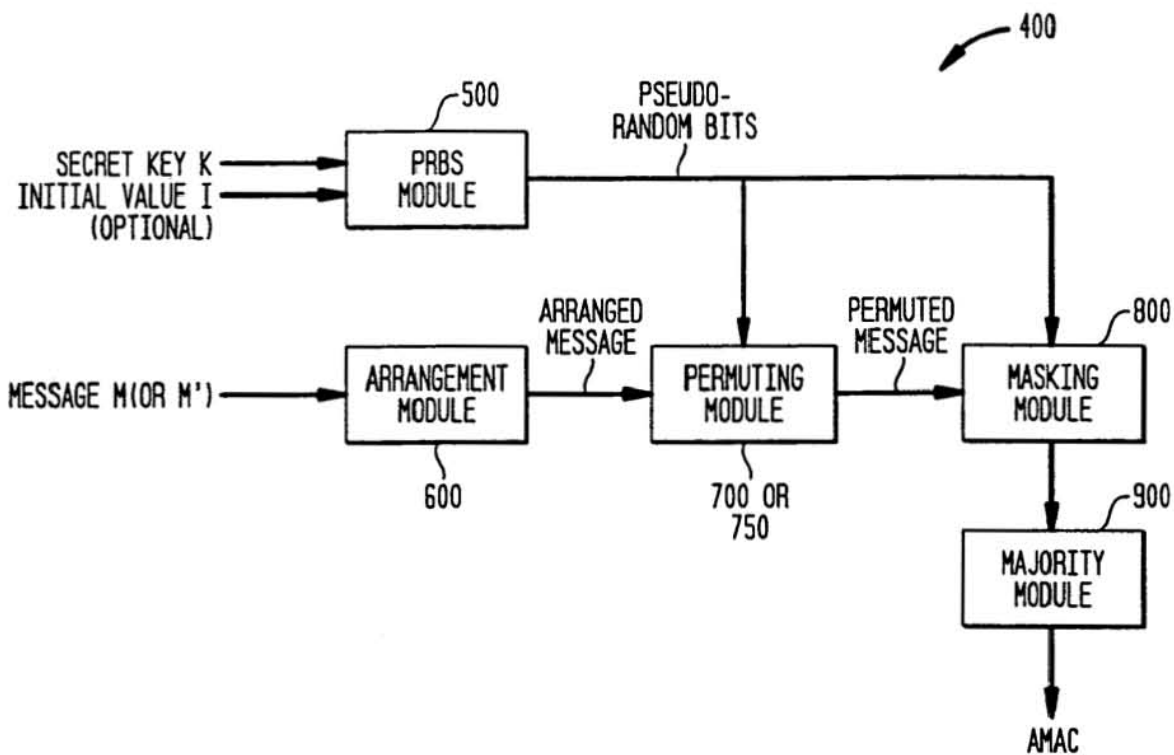 400
500
PSEUDO-
RANDOM BITS
SECRET KEY K
INITIAL VALUE I
(OPTIONAL)
PRBS
MODULE
ARRANGED
MESSAGE
PERMUTED
MESSAGE
800
MESSAGE M(OR M')
ARRANGEMENT
MODULE
PERMUTING
MODULE
MASKING
MODULE
600
700 OR
750
900
MAJORITY
MODULE
AMAC